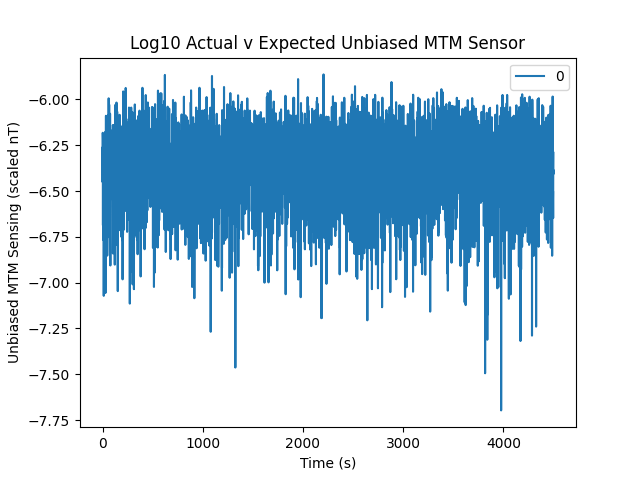 Log10 Actual v Expected Unbiased MTM Sensor
0
Unbiased MTM Sensing (scaled nT)
−6.00
−6.25
−6.50
−6.75
−7.00
−7.25
−7.50
−7.75
0 1000 2000 3000 4000
Time (s)